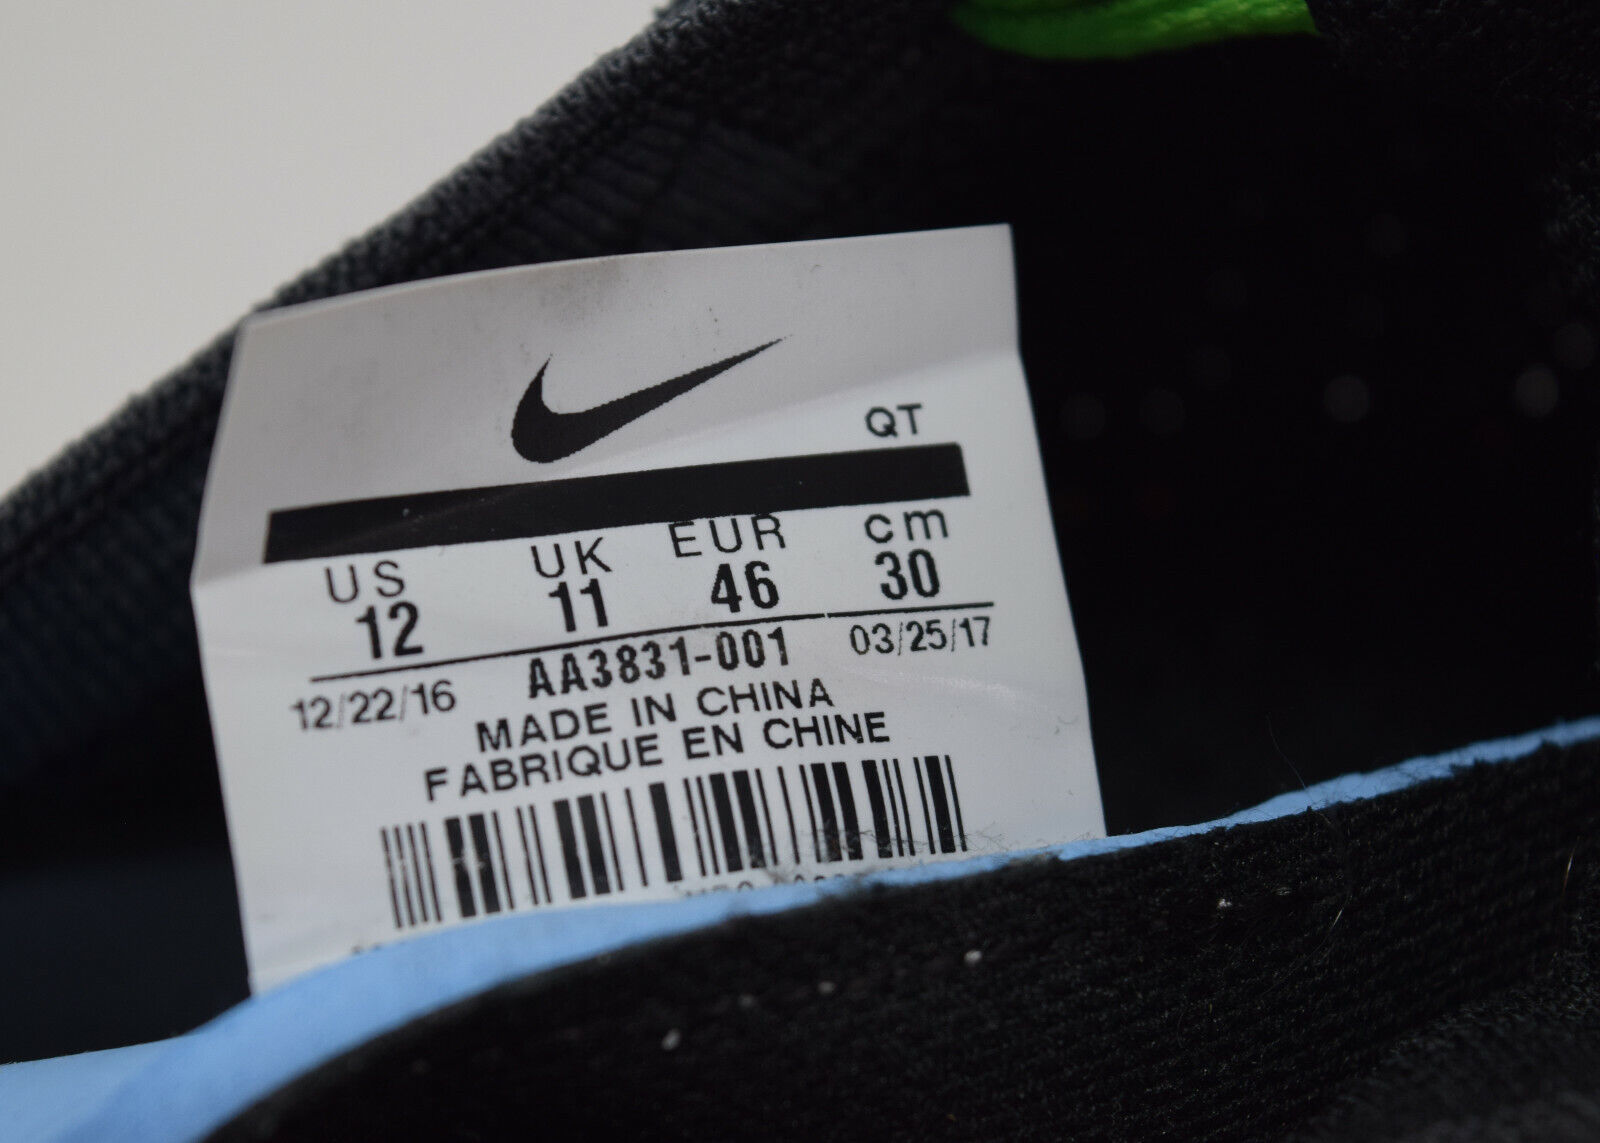 QT
US UK EUR cm
12 11 46 30
12/22/16 AA3831-001 03/25/17
MADE IN CHINA
FABRIQUE EN CHINE